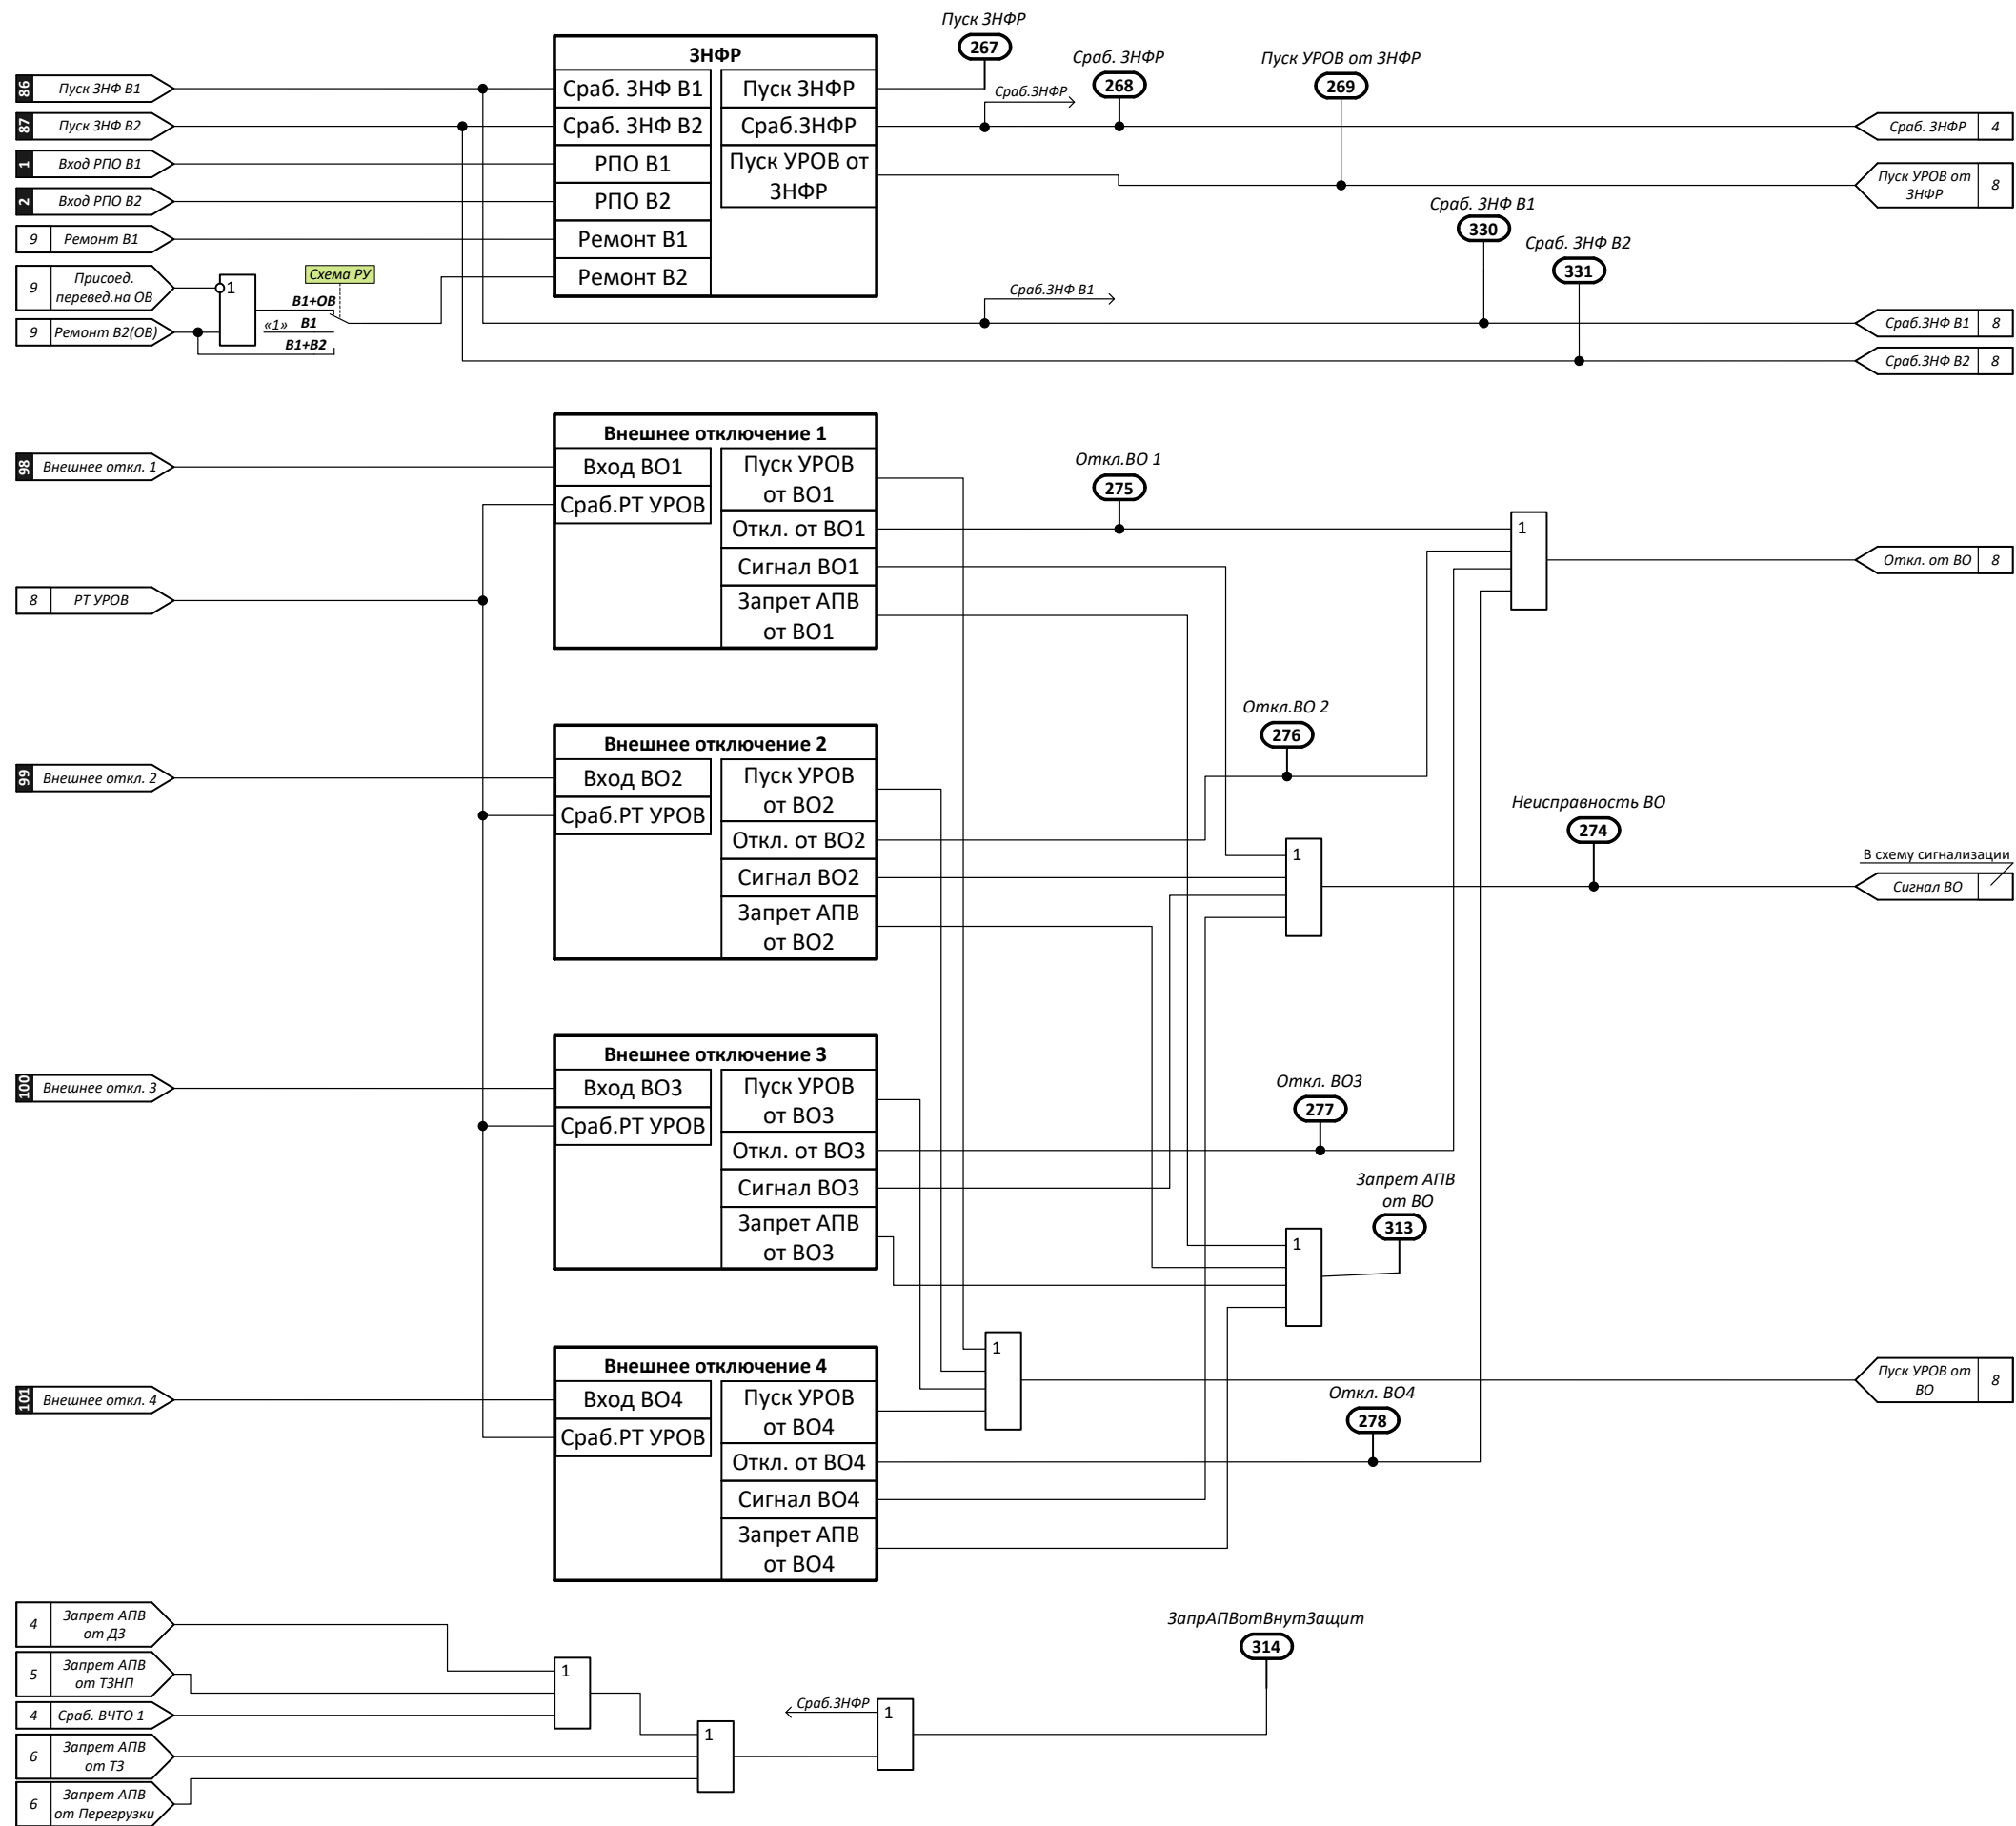 Пуск ЗНФР
267
Сраб. ЗНФР
268
Пуск УРОВ от ЗНФР
269
ЗНФР
86 Пуск ЗНФ В1
Сраб. ЗНФ В1
Пуск ЗНФР
Сраб.ЗНФР
87 Пуск ЗНФ В2
Сраб. ЗНФ В2
Сраб.ЗНФР
Сраб. ЗНФР 4
1 Вход РПО В1
РПО В1
Пуск УРОВ от
ЗНФР
Пуск УРОВ от
ЗНФР
8
2 Вход РПО В2
РПО В2
Сраб. ЗНФ В1
330
9 Ремонт В1
Ремонт В1
Сраб. ЗНФ В2
331
9
Присоед.
перевед.на ОВ
1
Схема РУ
Ремонт В2
В1+ОВ
«1» В1
В1+В2
Сраб.ЗНФ В1
9 Ремонт В2(ОВ)
Сраб.ЗНФ В1 8
Сраб.ЗНФ В2 8
Внешнее отключение 1
98 Внешнее откл. 1
Вход ВО1
Сраб.РТ УРОВ
Пуск УРОВ
от ВО1
Откл. от ВО1
Сигнал ВО1
Запрет АПВ
от ВО1
Откл.ВО 1
275
1
Откл. от ВО 8
8 РТ УРОВ
Внешнее отключение 2
99 Внешнее откл. 2
Вход ВО2
Сраб.РТ УРОВ
Пуск УРОВ
от ВО2
Откл. от ВО2
Сигнал ВО2
Запрет АПВ
от ВО2
Откл.ВО 2
276
Неисправность ВО
274
1
В схему сигнализации
Сигнал ВО
Внешнее отключение 3
100 Внешнее откл. 3
Вход ВО3
Сраб.РТ УРОВ
Пуск УРОВ
от ВО3
Откл. от ВО3
Сигнал ВО3
Запрет АПВ
от ВО3
Откл. ВО3
277
Запрет АПВ
от ВО
313
1
Внешнее отключение 4
101 Внешнее откл. 4
Вход ВО4
Сраб.РТ УРОВ
Пуск УРОВ
от ВО4
Откл. от ВО4
Сигнал ВО4
Запрет АПВ
от ВО4
1
Откл. ВО4
278
Пуск УРОВ от
ВО
8
4
Запрет АПВ
от ДЗ
5
Запрет АПВ
от ТЗНП
4 Сраб. ВЧТО 1
6
Запрет АПВ
от ТЗ
6
Запрет АПВ
от Перегрузки
1
1
Сраб.ЗНФР
1
ЗапрАПВотВнутЗащит
314